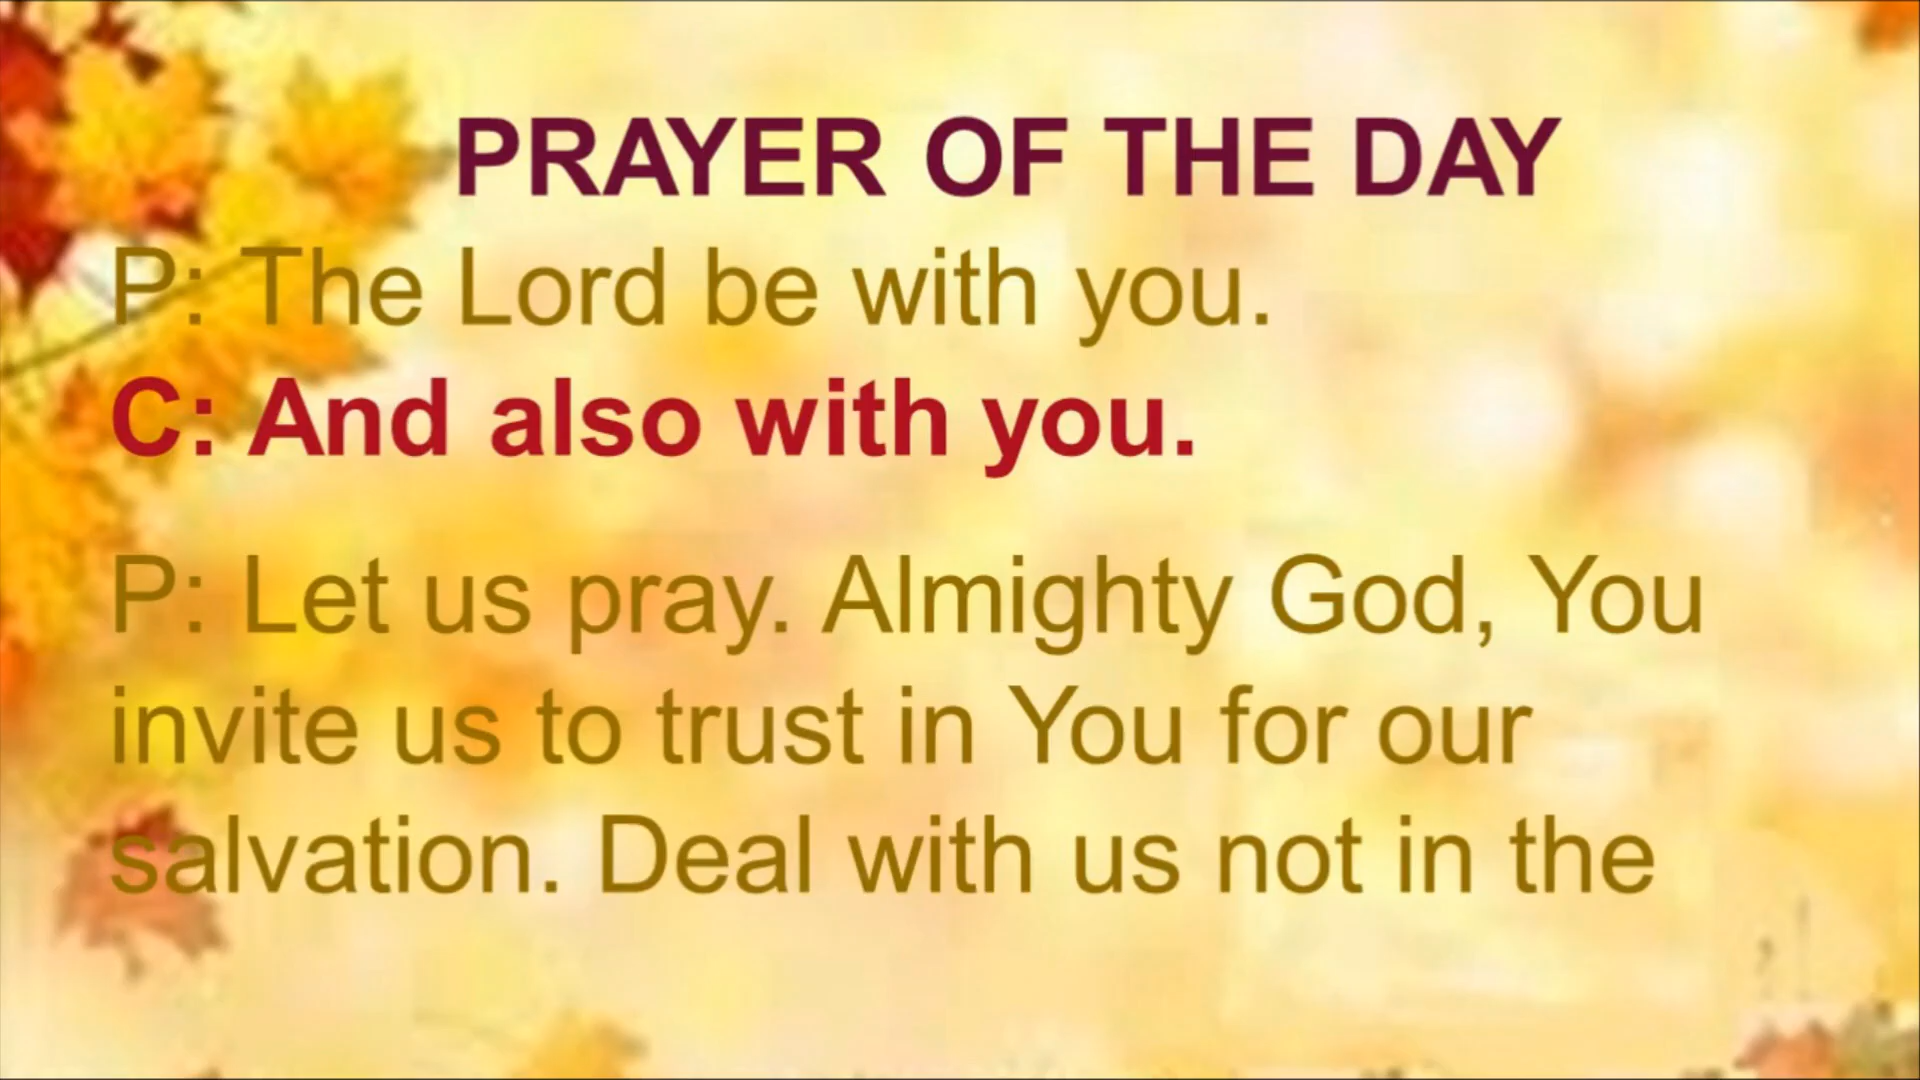 PRAYER OF THE DAY
P: The Lord be with you.
C: And also with you.
P: Let us pray. Almighty God, You
invite us to trust in You for our
salvation. Deal with us not in the